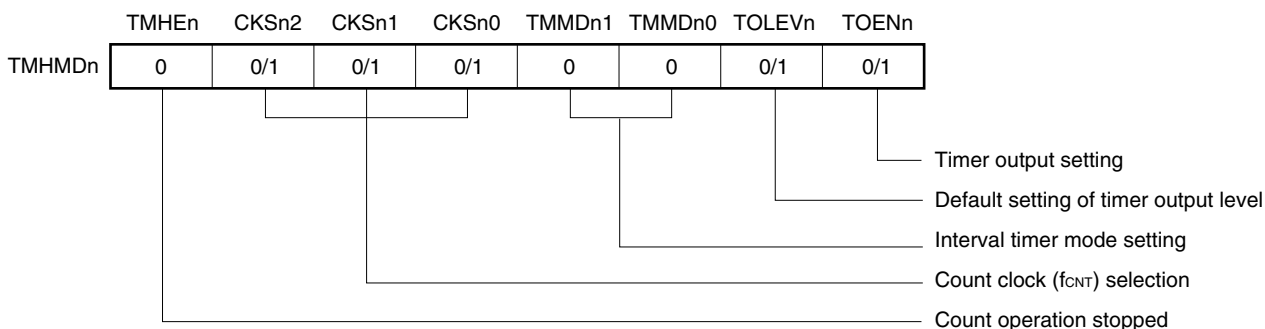 TMHEn CKSn2 CKSn1 CKSn0 TMMDn1 TMMDn0 TOLEVn TOENn
TMHMDn 0 0/1 0/1 0/1 0 0 0/1 0/1
Timer output setting
Default setting of timer output level
Interval timer mode setting
Count clock (fCNT) selection
Count operation stopped